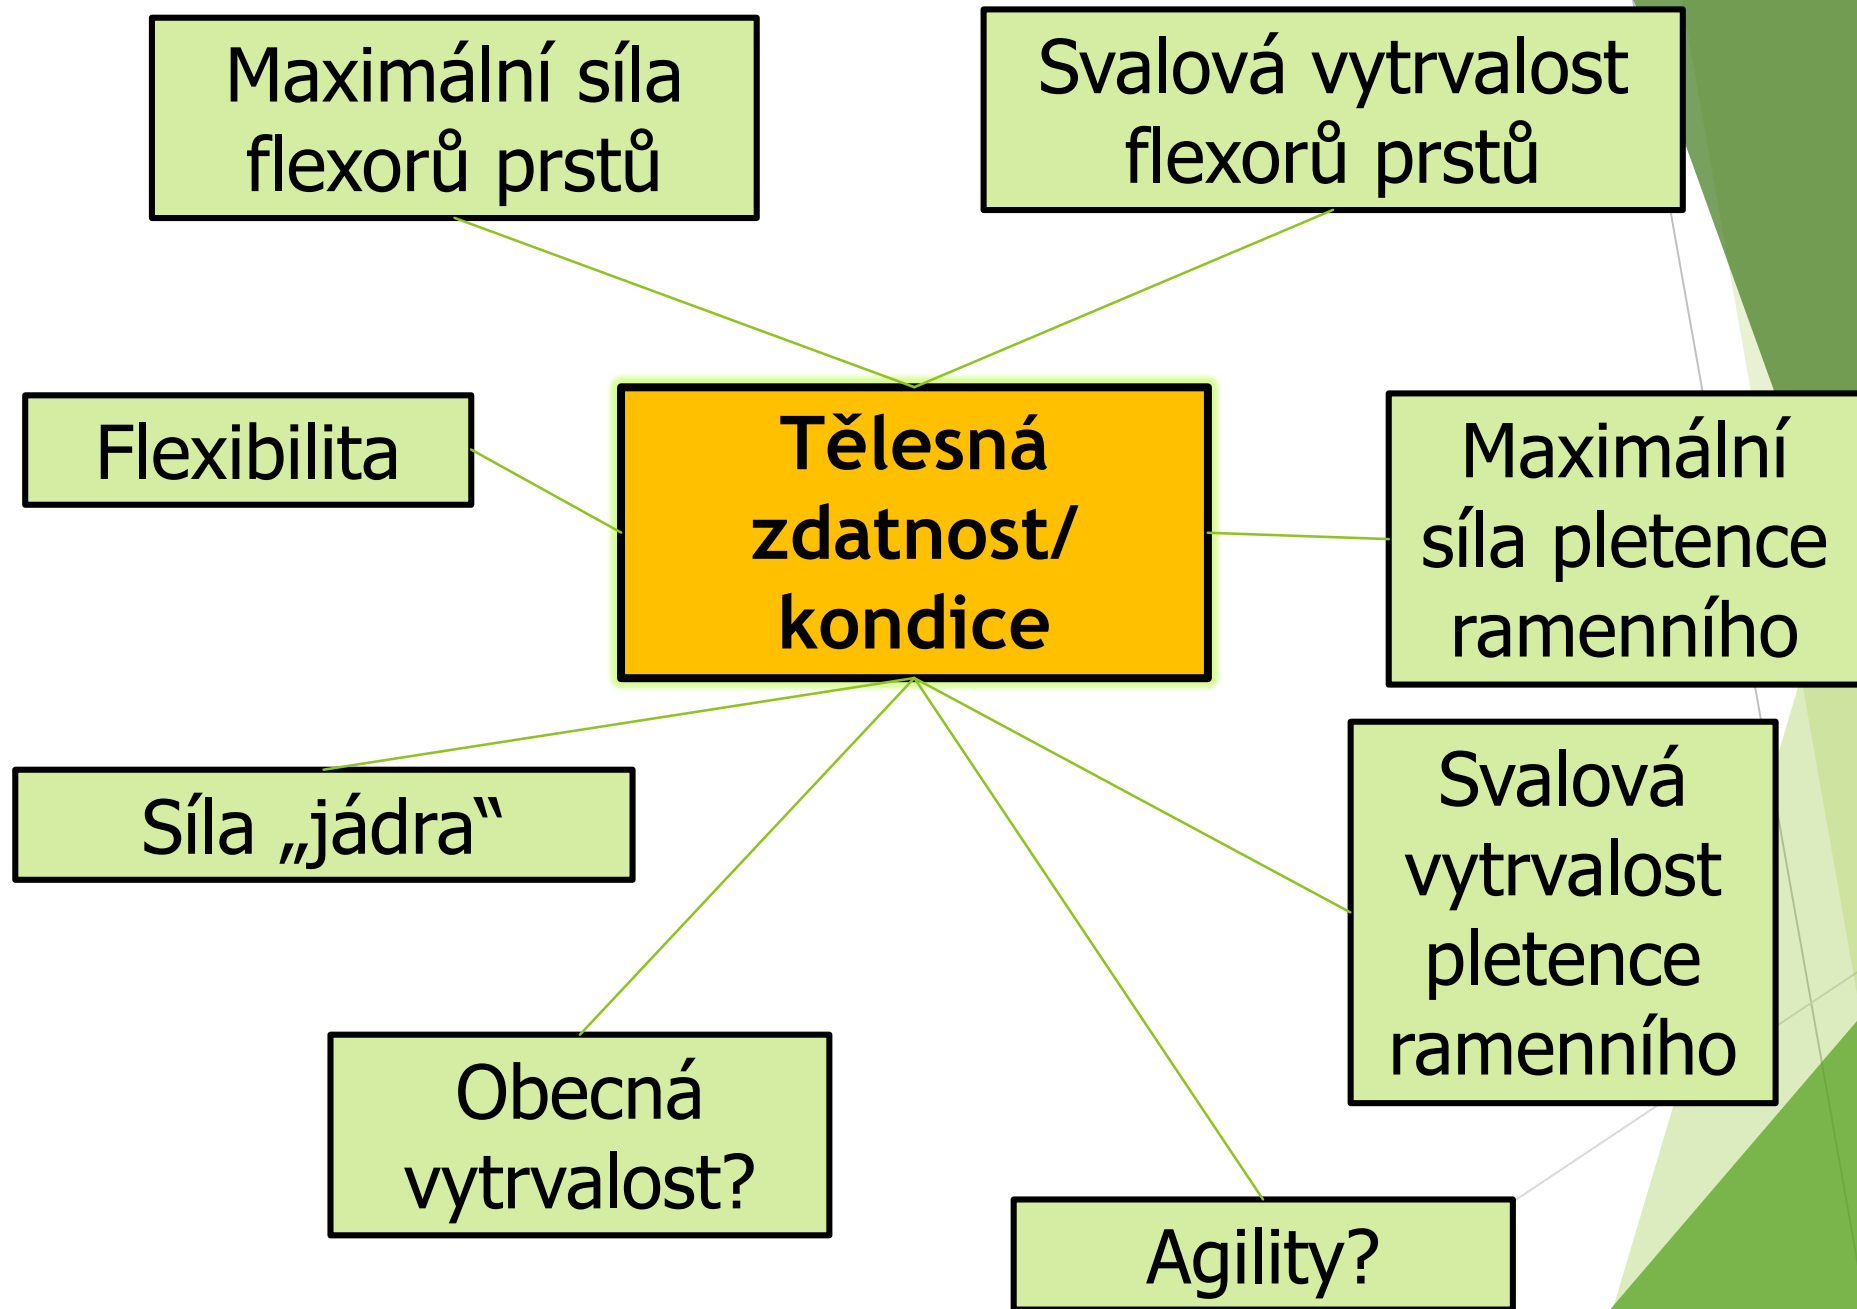 Maximální síla
flexorů prstů
Svalová vytrvalost
flexorů prstů
Flexibilita
Tělesná
zdatnost/
kondice
Maximální
síla pletence
ramenního
Síla „jádra“
Svalová
vytrvalost
pletence
ramenního
Obecná
vytrvalost?
Agility?